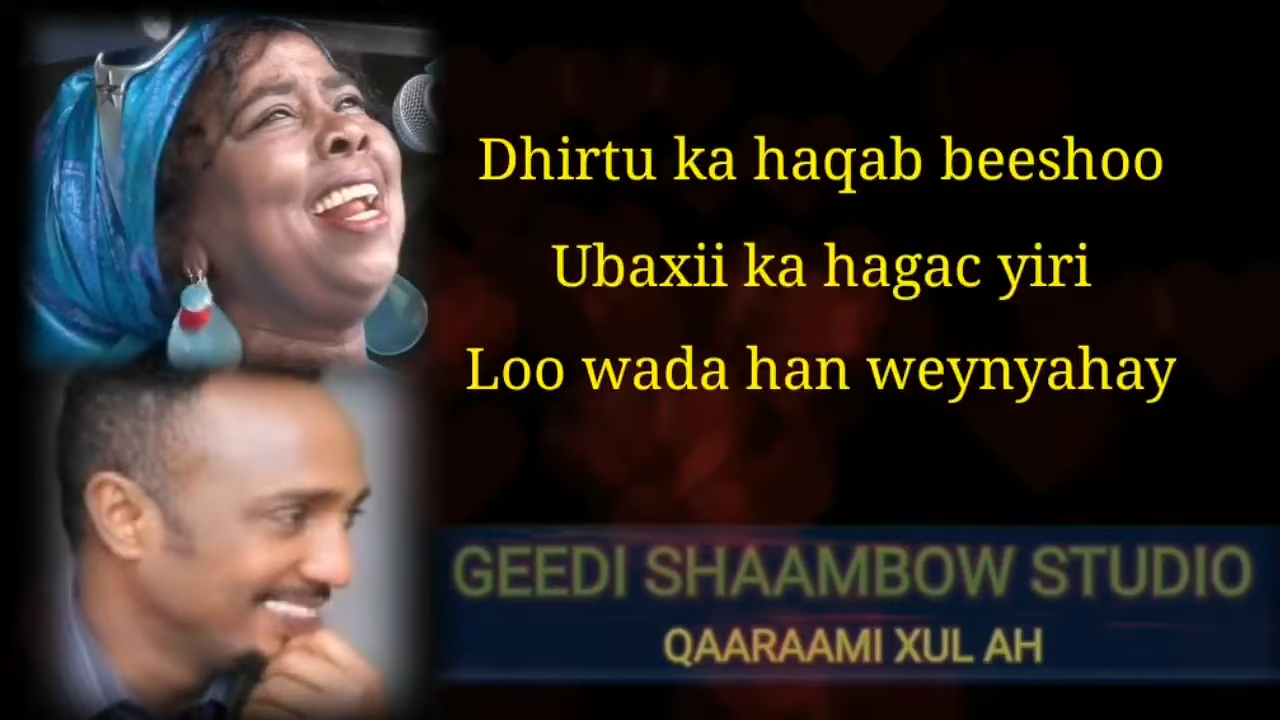 Dhirtu ka haqab beeshoo
Ubaxii ka hagac yiri
Loo wada han weynyahay
GEEDI SHAAMBOW STUDIO
QAARAAMI XUL AH